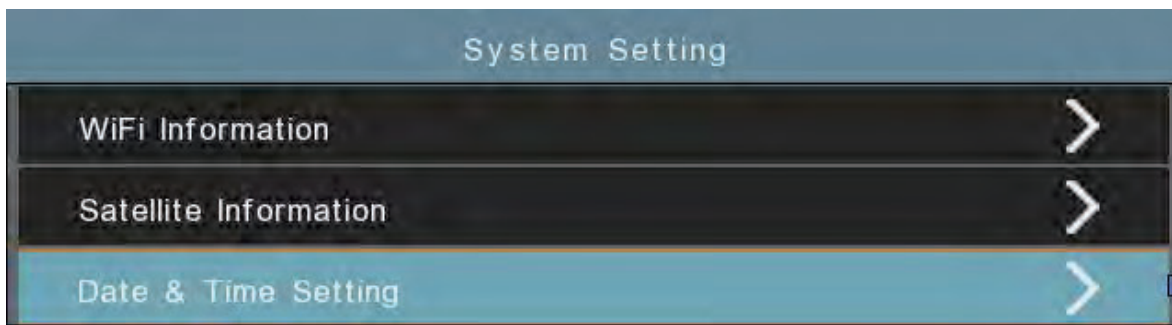 System Setting
WiFi Information
Satellite Information
Date & Time Setting